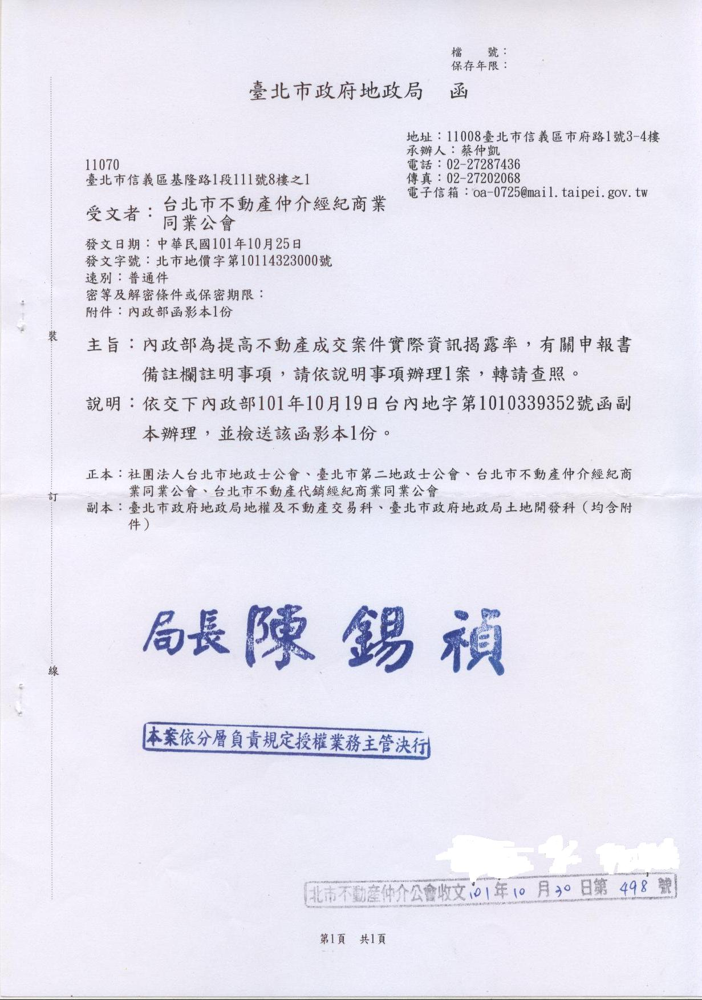 檔　　號：
保存年限：
臺北市政府地政局　函
地址：11008臺北市信義區市府路1號3-4樓
承辦人：蔡仲凱
電話：02-27287436
傳真：02-27202068
電子信箱：oa-0725@mail.taipei.gov.tw
11070
臺北市信義區基隆路1段111號8樓之1
受文者：台北市不動產仲介經紀商業
同業公會
發文日期：中華民國101年10月25日
發文字號：北市地價字第10114323000號
速別：普通件
密等及解密條件或保密期限：
附件：內政部函影本1份
主旨：內政部為提高不動產成交案件實際資訊揭露率，有關申報書
備註欄註明事項，請依說明事項辦理1案，轉請查照。
說明：依交下內政部101年10月19日台內地字第1010339352號函副
本辦理，並檢送該函影本1份。
正本：社團法人台北市地政士公會、臺北市第二地政士公會、台北市不動產仲介經紀商
業同業公會、台北市不動產代銷經紀商業同業公會
副本：臺北市政府地政局地權及不動產交易科、臺北市政府地政局土地開發科（均含附
件）
裝
訂
線
局長陳錫禎
本案依分層負責規定授權業務主管決行
北市不動產仲介公會收文101年10月30日第498號
第1頁　共1頁